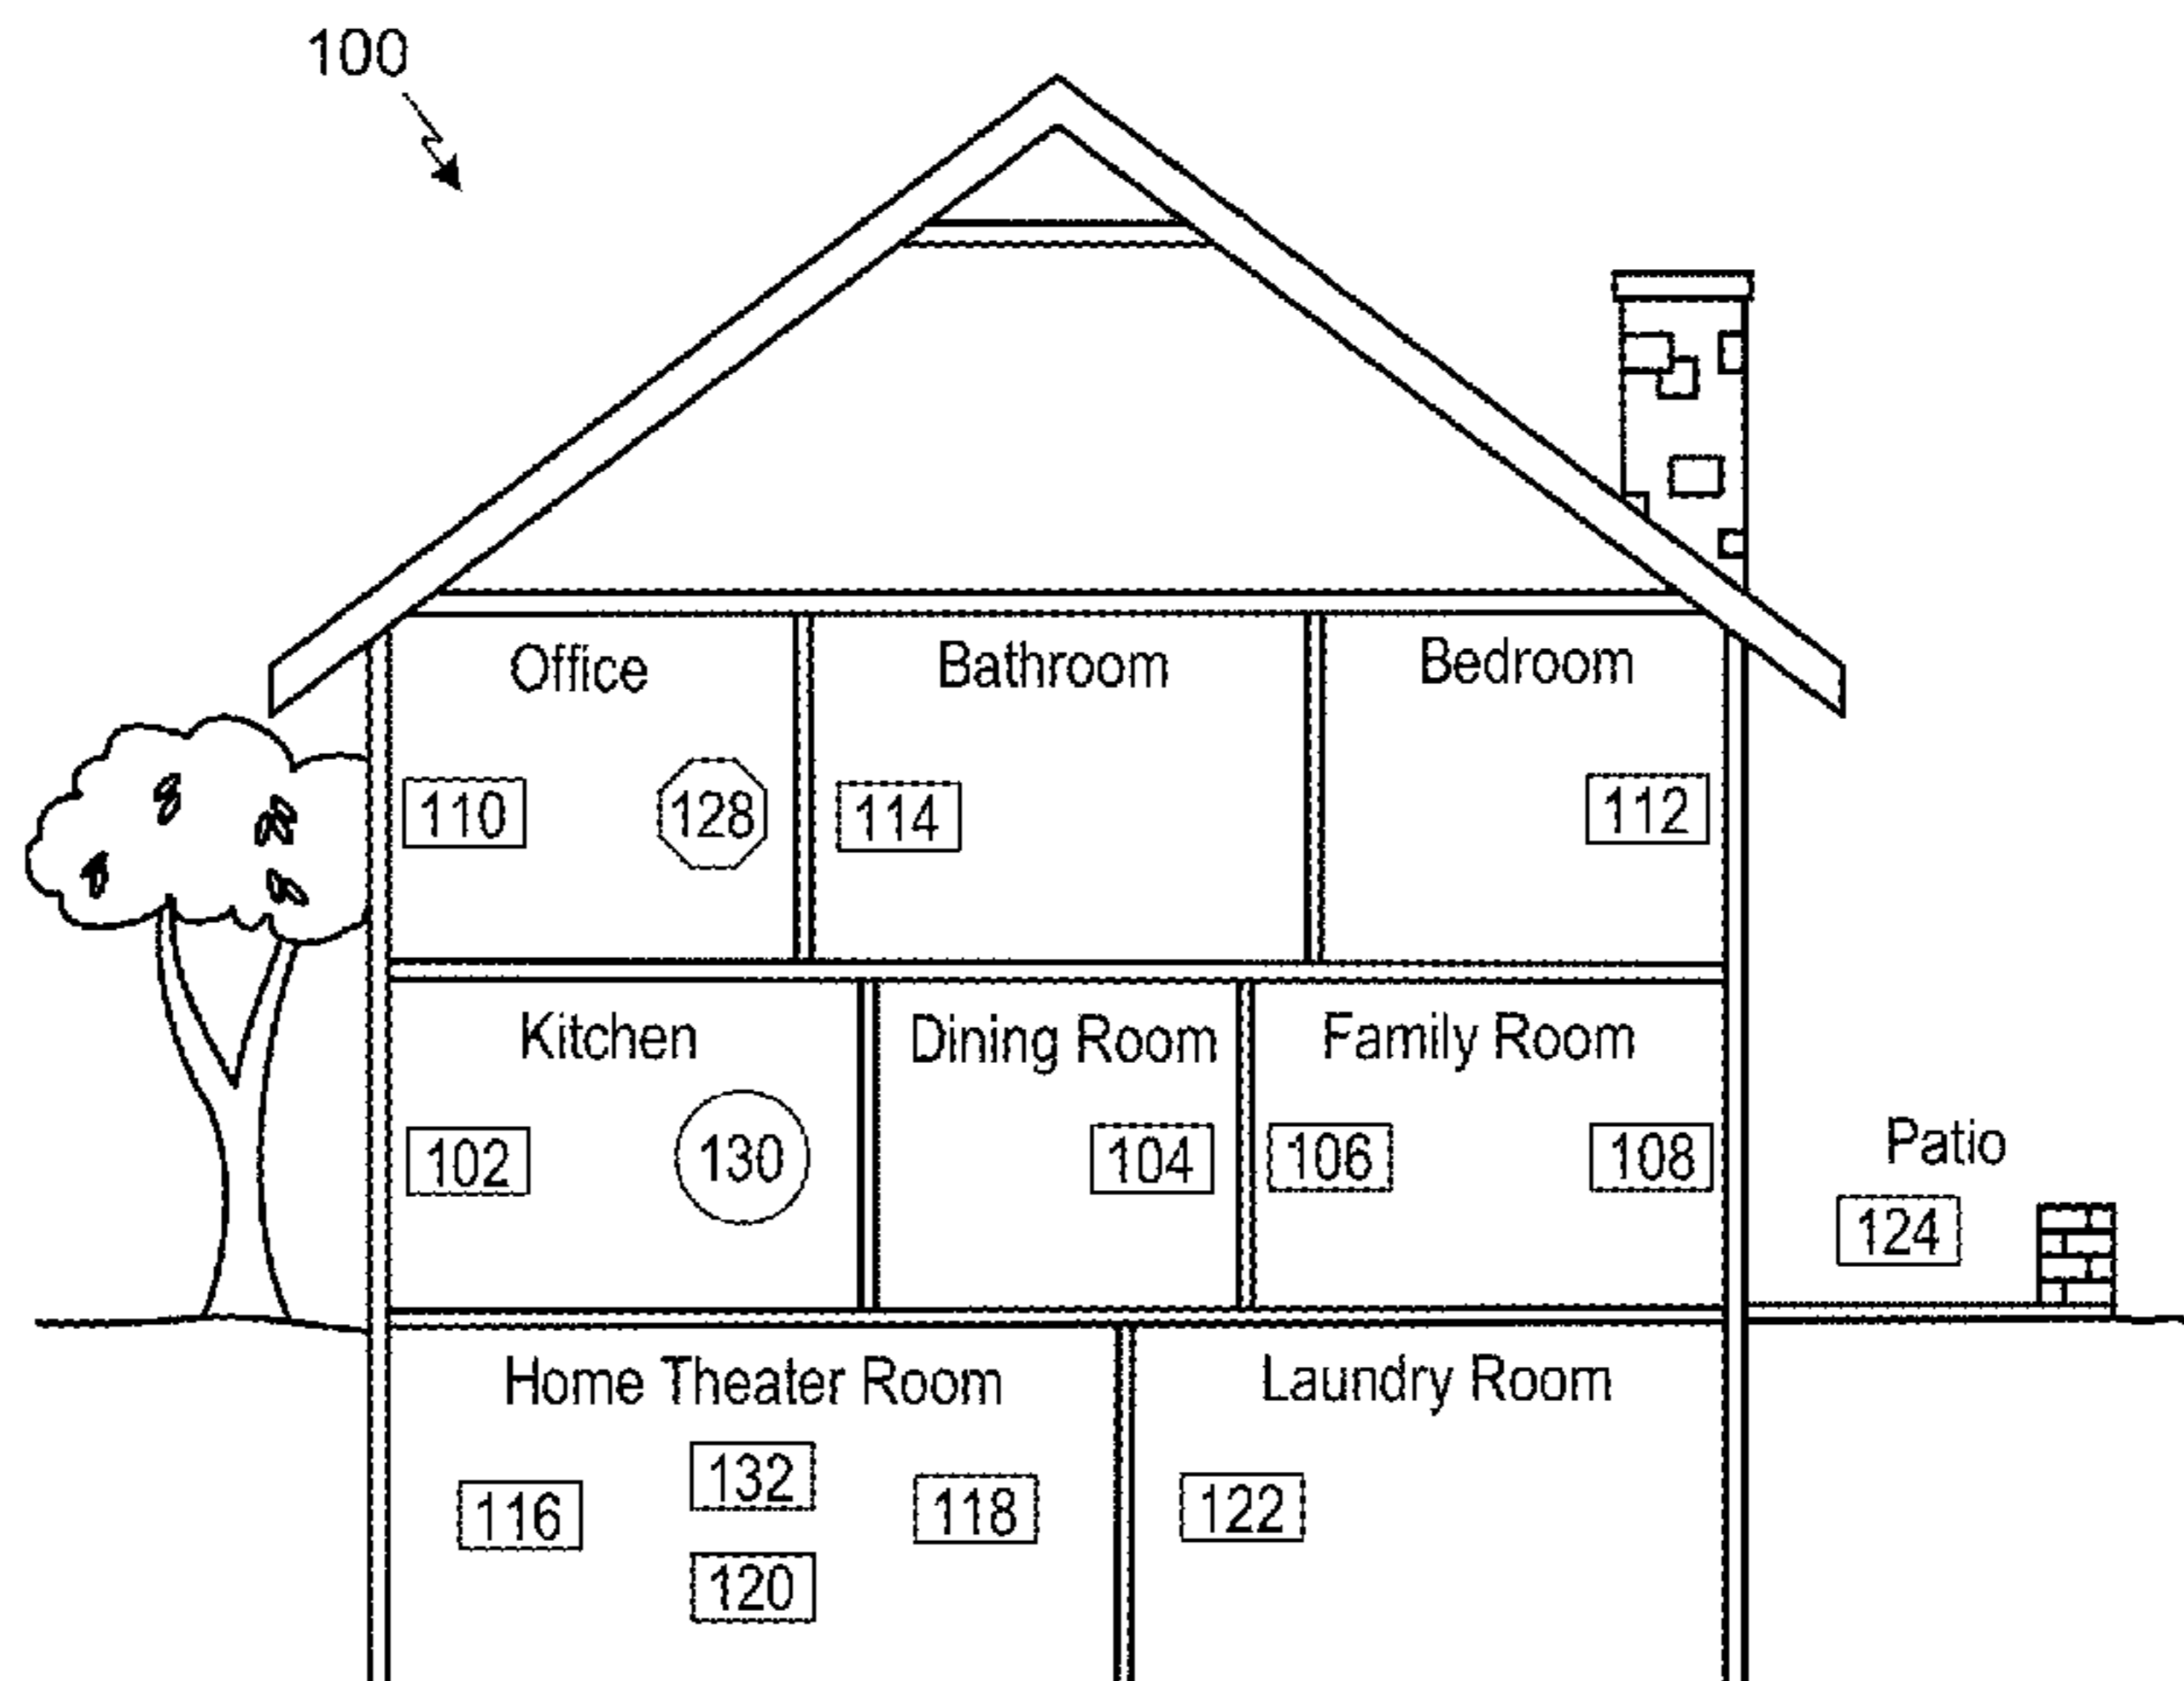 100
Office
Bathroom
Bedroom
110
128
114
112
Kitchen
Dining Room
Family Room
102
130
104
106
108
Patio
124
Home Theater Room
Laundry Room
116
132
118
120
122